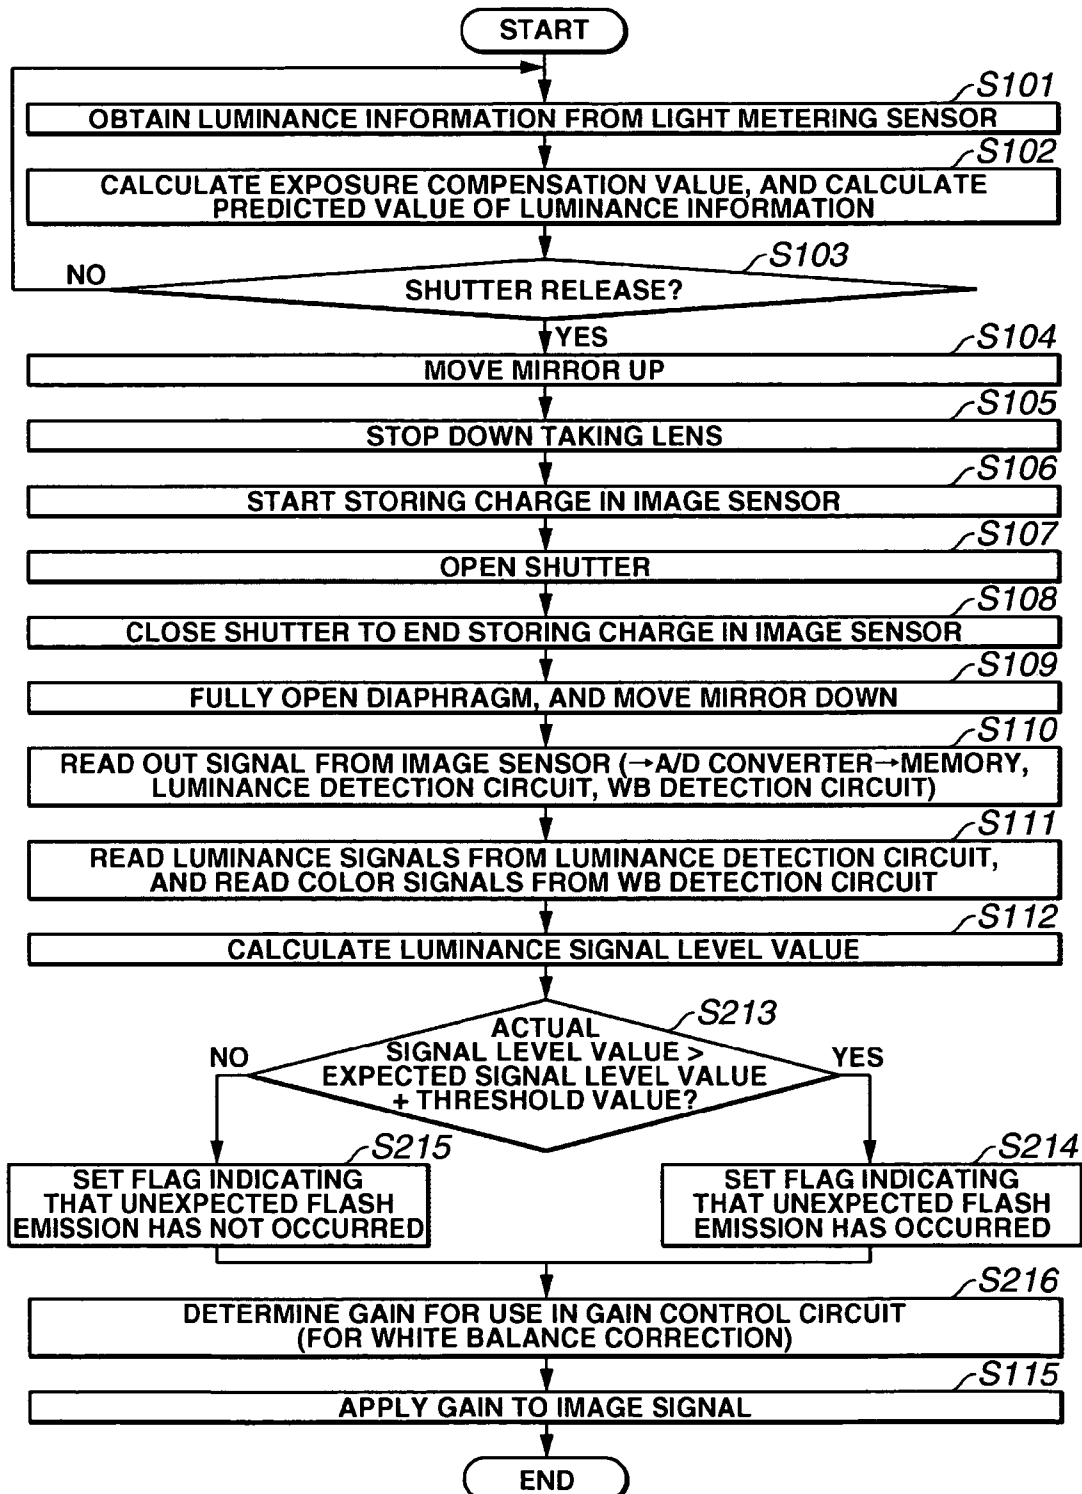 START
S101
OBTAIN LUMINANCE INFORMATION FROM LIGHT METERING SENSOR
S102
CALCULATE EXPOSURE COMPENSATION VALUE, AND CALCULATE
PREDICTED VALUE OF LUMINANCE INFORMATION
S103
NO
SHUTTER RELEASE?
YES
S104
MOVE MIRROR UP
S105
STOP DOWN TAKING LENS
S106
START STORING CHARGE IN IMAGE SENSOR
S107
OPEN SHUTTER
S108
CLOSE SHUTTER TO END STORING CHARGE IN IMAGE SENSOR
S109
FULLY OPEN DIAPHRAGM, AND MOVE MIRROR DOWN
S110
READ OUT SIGNAL FROM IMAGE SENSOR (→A/D CONVERTER→MEMORY,
LUMINANCE DETECTION CIRCUIT, WB DETECTION CIRCUIT)
S111
READ LUMINANCE SIGNALS FROM LUMINANCE DETECTION CIRCUIT,
AND READ COLOR SIGNALS FROM WB DETECTION CIRCUIT
S112
CALCULATE LUMINANCE SIGNAL LEVEL VALUE
S213
NO
ACTUAL
SIGNAL LEVEL VALUE >
EXPECTED SIGNAL LEVEL VALUE
+ THRESHOLD VALUE?
YES
S215
SET FLAG INDICATING
THAT UNEXPECTED FLASH
EMISSION HAS NOT OCCURRED
S214
SET FLAG INDICATING
THAT UNEXPECTED FLASH
EMISSION HAS OCCURRED
S216
DETERMINE GAIN FOR USE IN GAIN CONTROL CIRCUIT
(FOR WHITE BALANCE CORRECTION)
S115
APPLY GAIN TO IMAGE SIGNAL
END